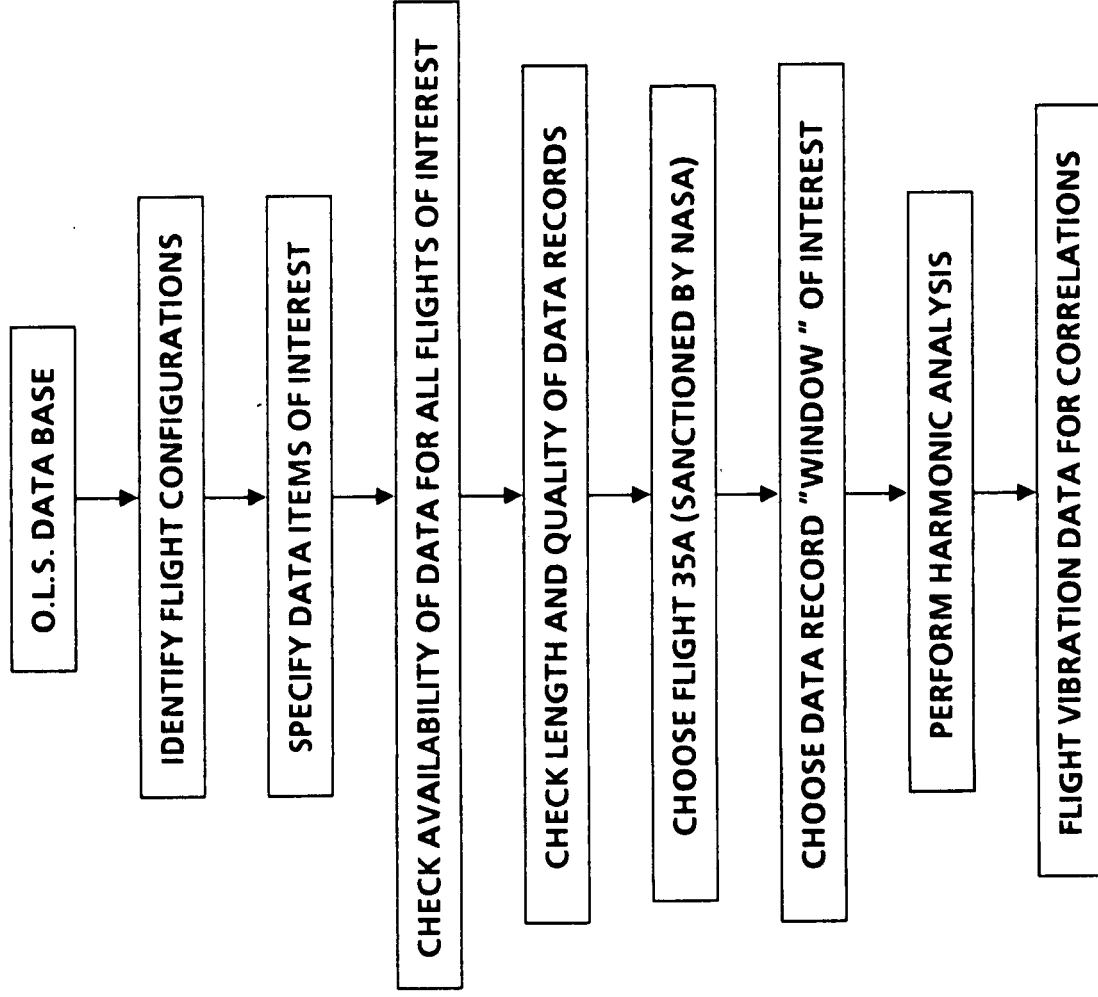 O.L.S. DATA BASE
IDENTIFY FLIGHT CONFIGURATIONS
SPECIFY DATA ITEMS OF INTEREST
CHECK AVAILABILITY OF DATA FOR ALL FLIGHTS OF INTEREST
CHECK LENGTH AND QUALITY OF DATA RECORDS
CHOOSE FLIGHT 35A (SANCTIONED BY NASA)
CHOOSE DATA RECORD "WINDOW" OF INTEREST
PERFORM HARMONIC ANALYSIS
FLIGHT VIBRATION DATA FOR CORRELATIONS